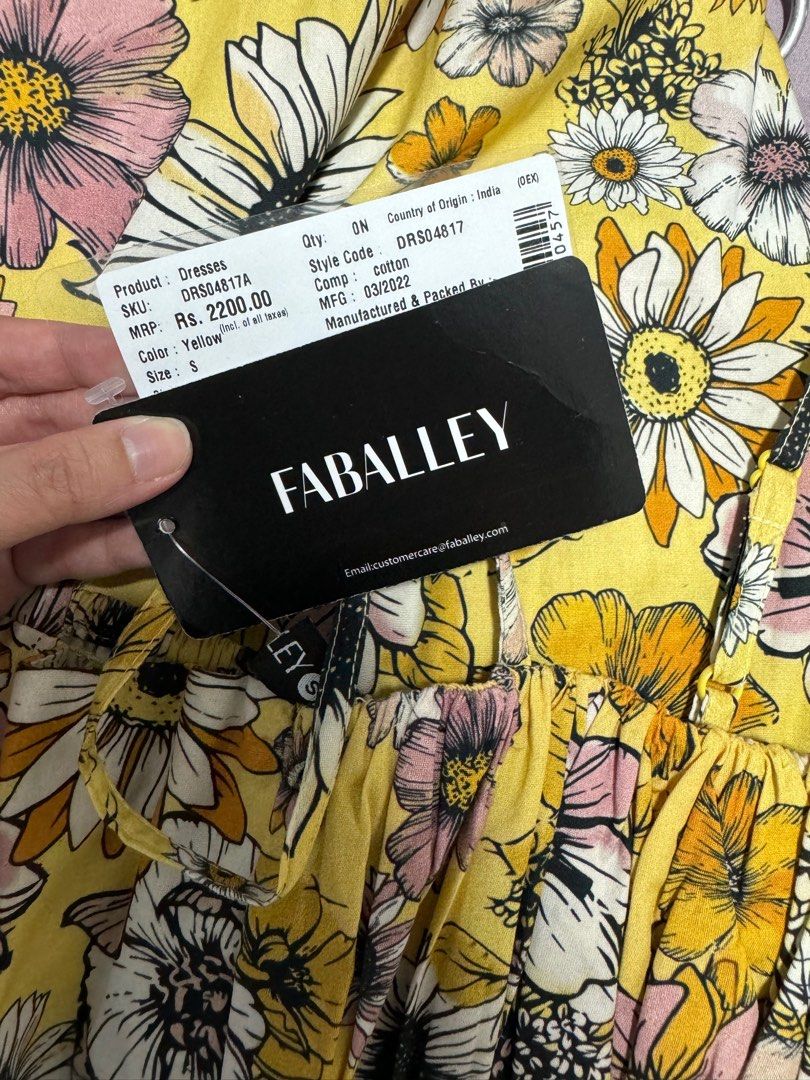 Product : Dresses
SKU: DRS04817A
MRP: Rs. 2200.00
(Incl. of all taxes)
Color : Yellow
Size : S
Qty: 0N
Country of Origin : India
(OEX)
Style Code : DRS04817
Comp : cotton
MFG : 03/2022
Manufactured & Packed By :
0457
FABALLEY
Email:customercare@faballey.com
LEY
S